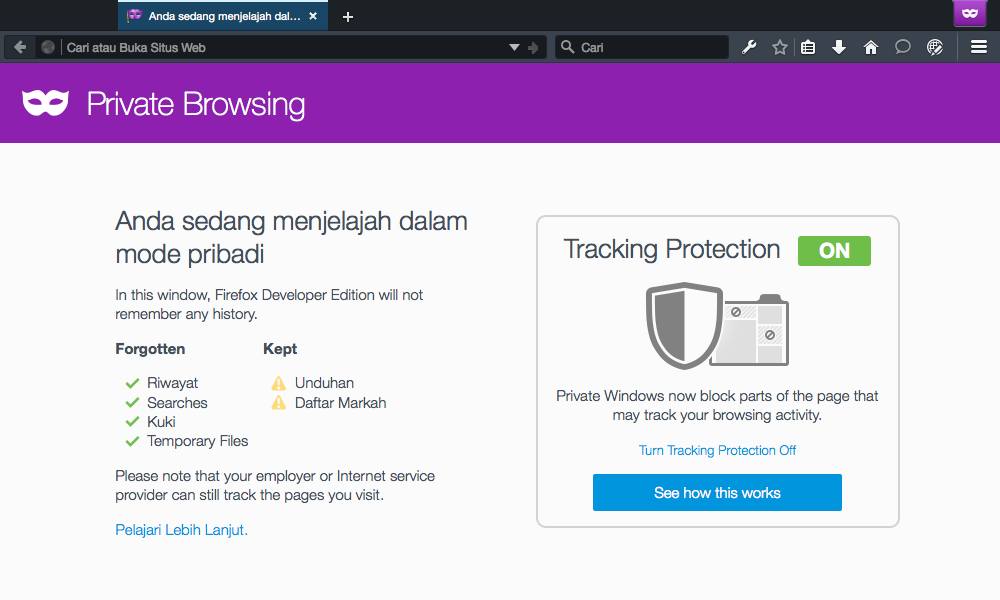 Anda sedang menjelajah dal...
Cari atau Buka Situs Web
Cari
Private Browsing
Anda sedang menjelajah dalam
mode pribadi
In this window, Firefox Developer Edition will not
remember any history.
Forgotten
Kept
Riwayat
Searches
Kuki
Temporary Files
Unduhan
Daftar Markah
Please note that your employer or Internet service
provider can still track the pages you visit.
Pelajari Lebih Lanjut.
Tracking Protection
ON
Private Windows now block parts of the page that
may track your browsing activity.
Turn Tracking Protection Off
See how this works